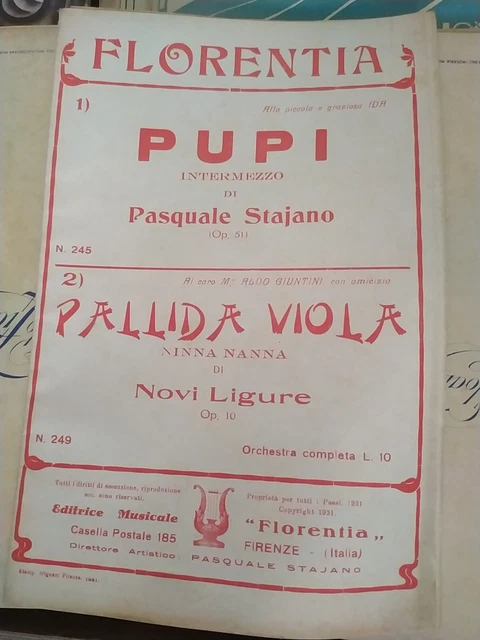 FLORENTIA
1)
Alla piccola e graziosa IDA
PUPI
INTERMEZZO
DI
Pasquale Stajano
(Op. 51)
N. 245
2)
Al caro M.° ALDO GIUNTINI con amicizia
PALLIDA VIOLA
NINNA NANNA
DI
Novi Ligure
Op. 10
N. 249
Orchestra completa L. 10
Tutti i diritti di esecuzione, riproduzione
ecc. sono riservati.
Editrice Musicale
Casella Postale 185
Direttore Artistico: PASQUALE STAJANO
Proprietà per tutti i Paesi. 1931
Copyright 1931.
"Florentia„
FIRENZE - (Italia)